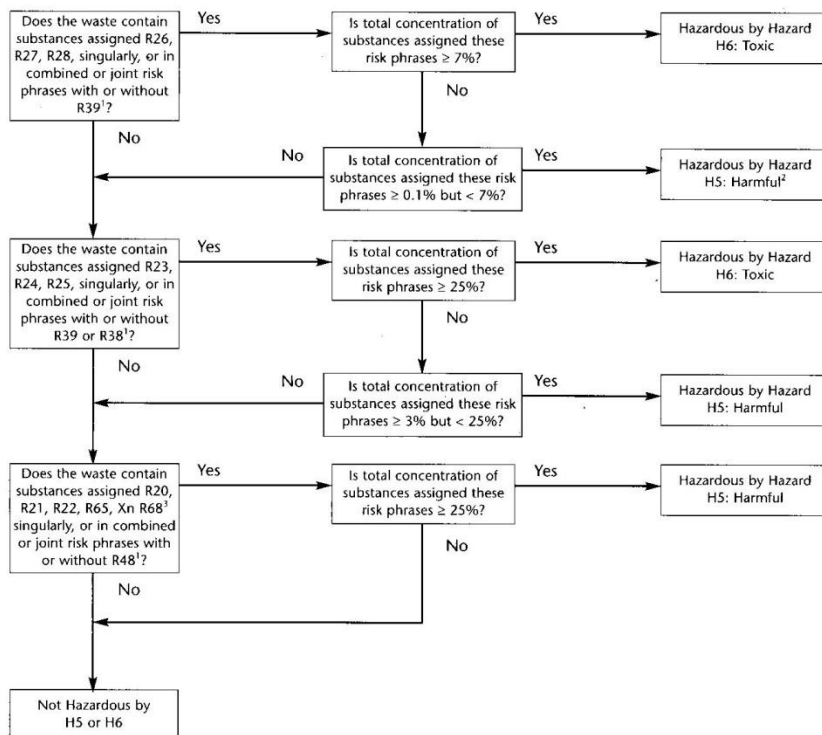 Does the waste contain
substances assigned R26,
R27, R28, singularly, or in
combined or joint risk
phrases with or without
R39¹?
Yes
Is total concentration of
substances assigned these
risk phrases ≥ 7%?
Yes
Hazardous by Hazard
H6: Toxic
No
No
Is total concentration of
substances assigned these risk
phrases ≥ 0.1% but < 7%?
No
Yes
Hazardous by Hazard
H5: Harmful²
Does the waste contain
substances assigned R23,
R24, R25, singularly, or in
combined or joint risk
phrases with or without
R39 or R38¹?
Yes
Is total concentration of
substances assigned these
risk phrases ≥ 25%?
Yes
Hazardous by Hazard
H6: Toxic
No
No
Is total concentration of
substances assigned these risk
phrases ≥ 3% but < 25%?
No
Yes
Hazardous by Hazard
H5: Harmful
Does the waste contain
substances assigned R20,
R21, R22, R65, Xn R68³
singularly, or in combined
or joint risk phrases with
or without R48¹?
Yes
Is total concentration of
substances assigned these
risk phrases ≥ 25%?
Yes
Hazardous by Hazard
H5: Harmful
No
No
Not Hazardous by
H5 or H6